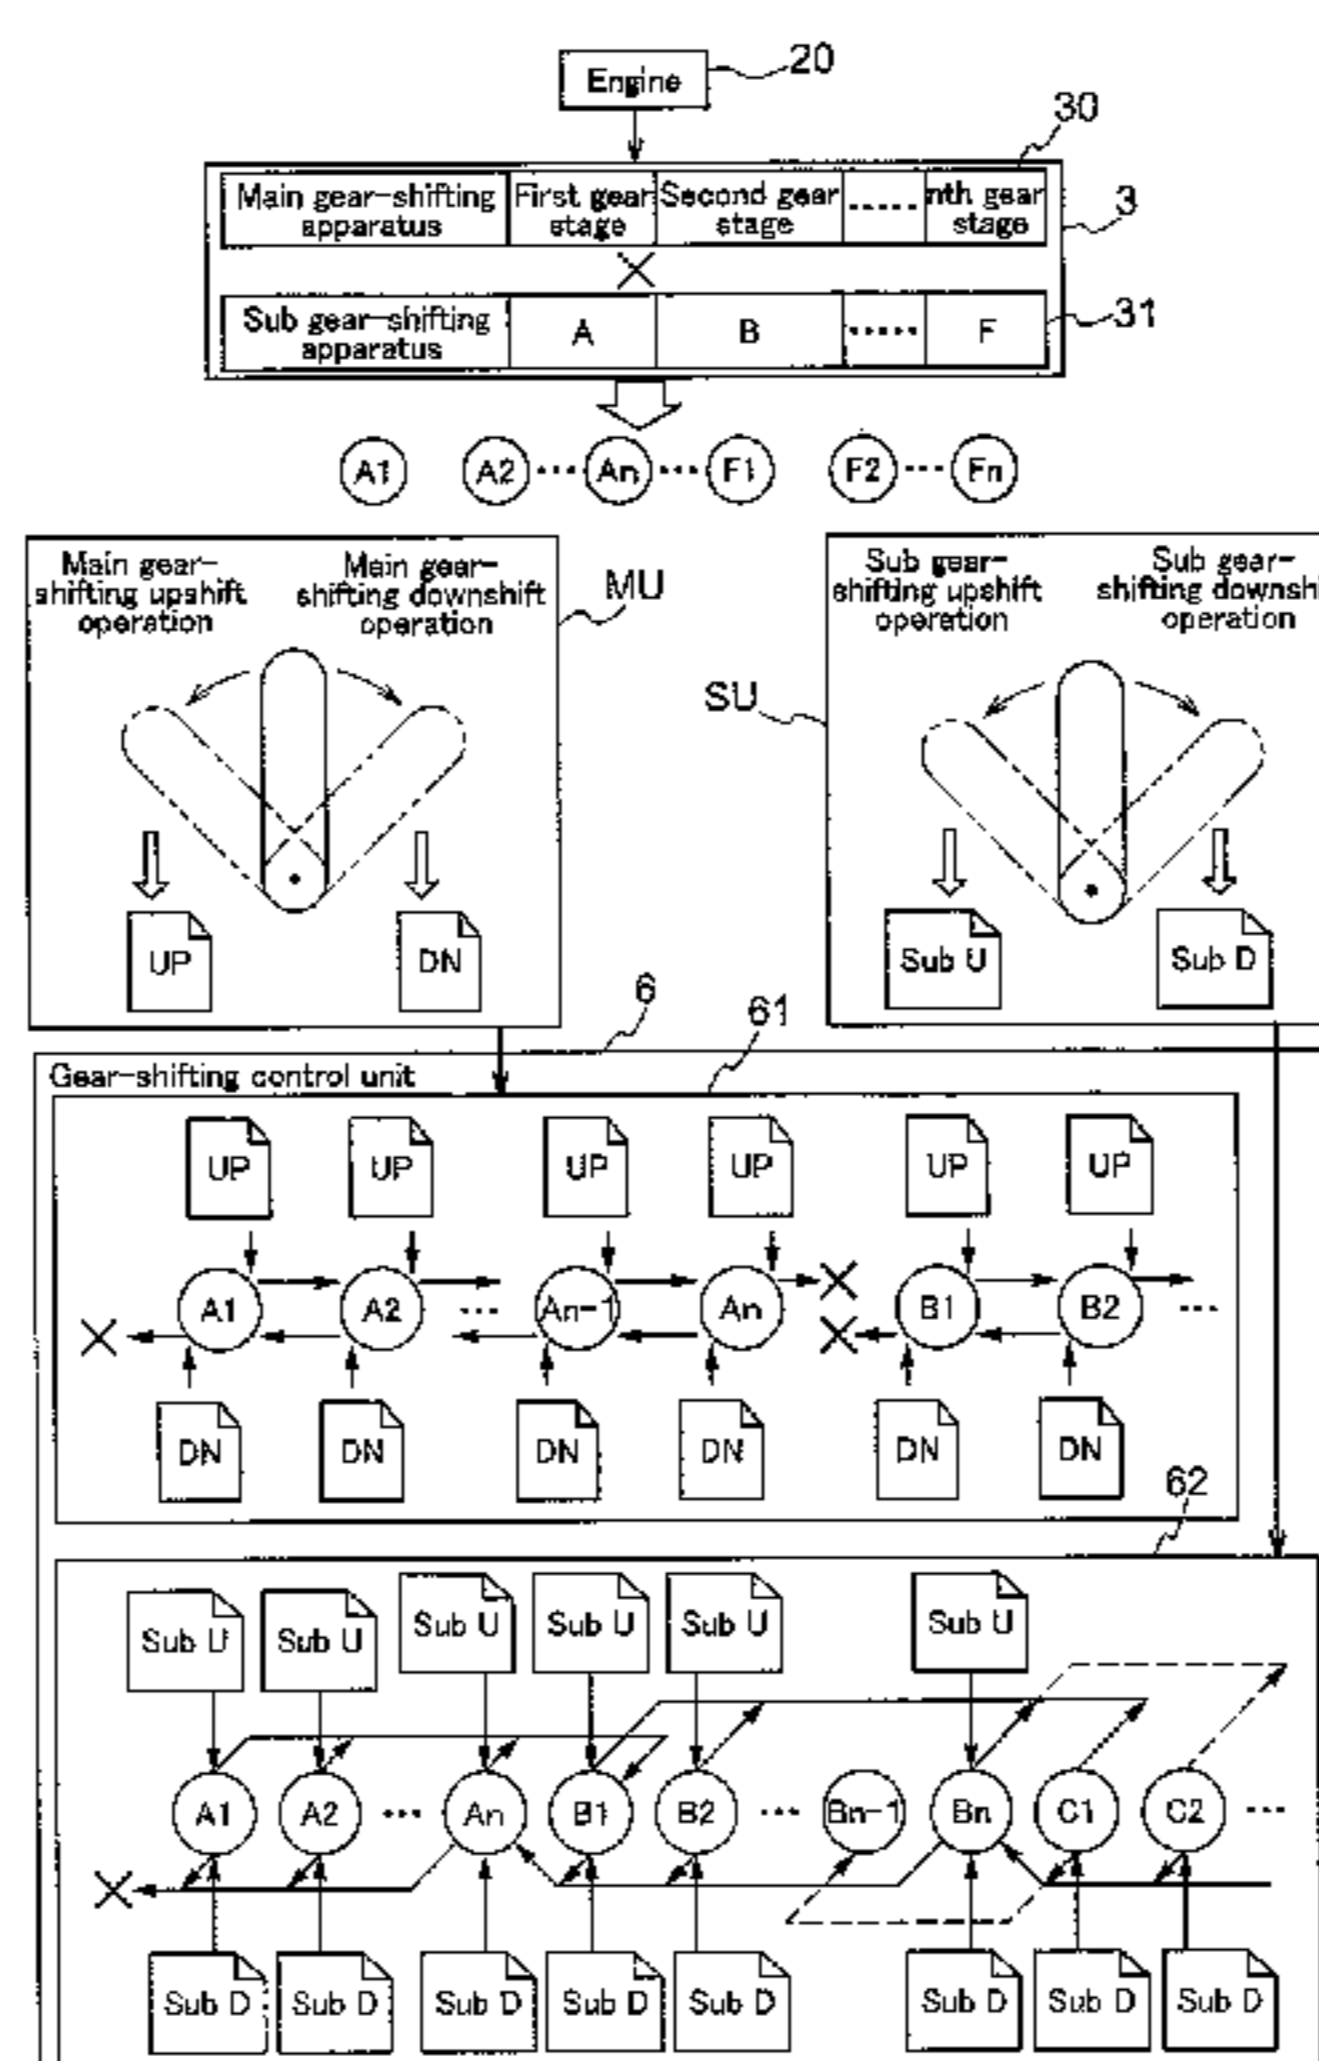 Engine
20
30
Main gear-shifting
apparatus
First gear
stage
Second gear
stage
nth gear
stage
3
×
Sub gear-shifting
apparatus
A
B
F
31
A1 A2 ···· An ···· F1 F2 ··· Fn
Main gear-
shifting upshift
operation
Main gear-
shifting downshift
operation
MU
UP
DN
Sub gear-
shifting upshift
operation
Sub gear-
shifting downshi
operation
SU
Sub U
Sub D
6
61
Gear-shifting control unit
UP UP UP UP UP UP
A1 A2 ··· An-1 An B1 B2 ···
DN DN DN DN DN DN
62
Sub U Sub U Sub U Sub U Sub U Sub U
A1 A2 ··· An B1 B2 ··· Bn-1 Bn C1 C2 ···
Sub D Sub D Sub D Sub D Sub D Sub D Sub D Sub D